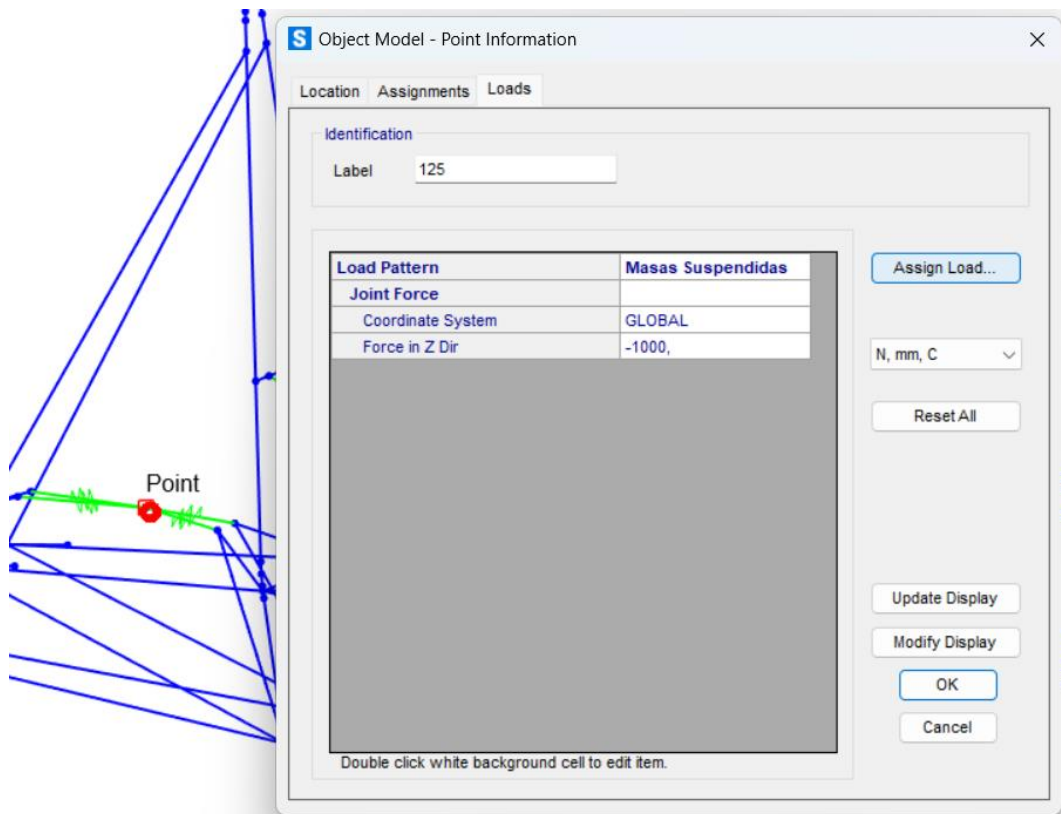 S Object Model - Point Information
Location Assignments Loads
Identification
Label 125
Load Pattern Masas Suspendidas
Joint Force
Coordinate System GLOBAL
Force in Z Dir -1000,
Assign Load...
N, mm, C
Reset All
Point
Update Display
Modify Display
OK
Cancel
Double click white background cell to edit item.